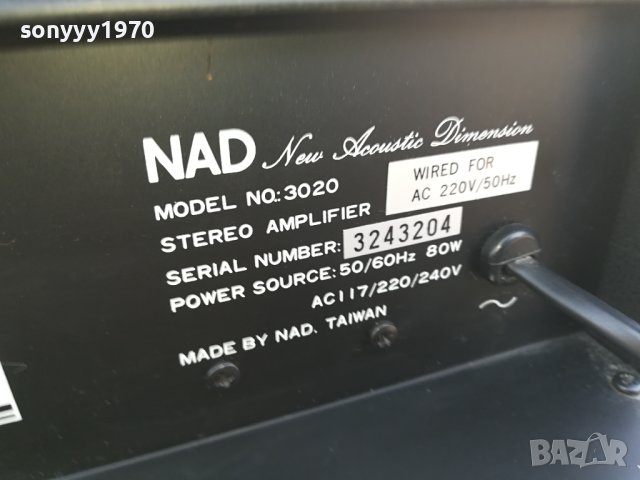 sonyyy1970
NAD New Acoustic Dimension
MODEL NO.: 3020
WIRED FOR
AC 220V/50Hz
STEREO AMPLIFIER
SERIAL NUMBER: 3243204
POWER SOURCE: 50/60Hz 80W
AC117/220/240V
MADE BY NAD. TAIWAN
BAZAR